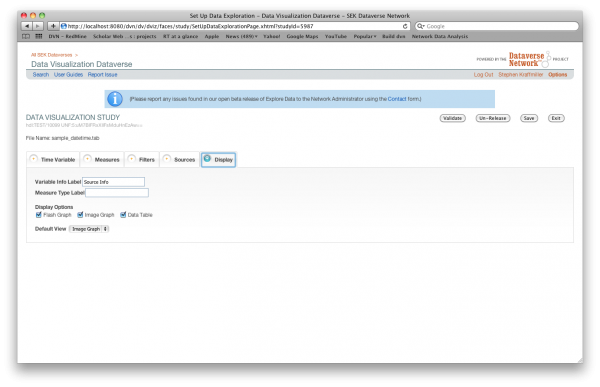 Set Up Data Exploration – Data Visualization Dataverse – SEK Dataverse Network
http://localhost:8080/dvn/dv/dviz/faces/study/SetUpDataExplorationPage.xhtml?studyId=5987
Google
DVN – RedMine Scholar Web ...s : projects RT at a glance Apple News (489) Yahoo! Google Maps YouTube Popular Build dvn Network Data Analysis
All SEK Dataverses >
Data Visualization Dataverse
POWERED BY THE Dataverse Network PROJECT
Search User Guides Report Issue
Log Out Stephen Kraffmiller Options
(Please report any issues found in our open beta release of Explore Data to the Network Administrator using the Contact form.)
DATA VISUALIZATION STUDY
Validate Un-Release Save Exit
File Name: sample_datetime.tab
Time Variable Measures Filters Sources Display
Variable Info Label Source Info
Measure Type Label
Display Options
Flash Graph Image Graph Data Table
Default View Image Graph